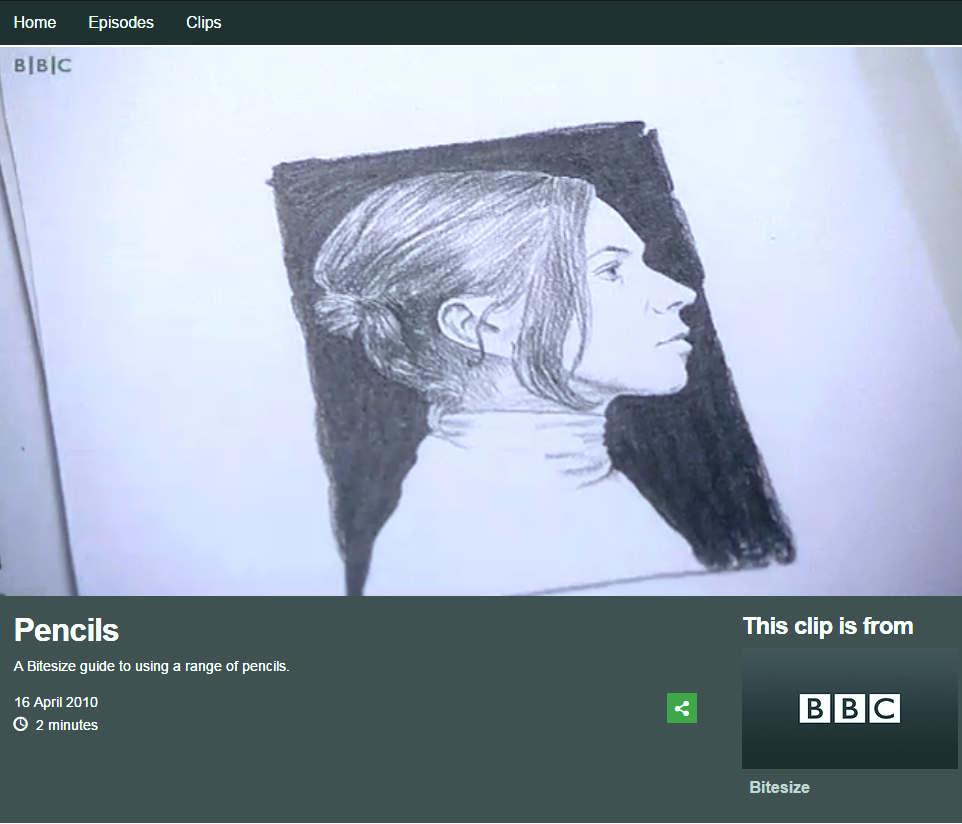 Home Episodes Clips
BBC
Pencils
A Bitesize guide to using a range of pencils.
16 April 2010
2 minutes
This clip is from
BBC
Bitesize